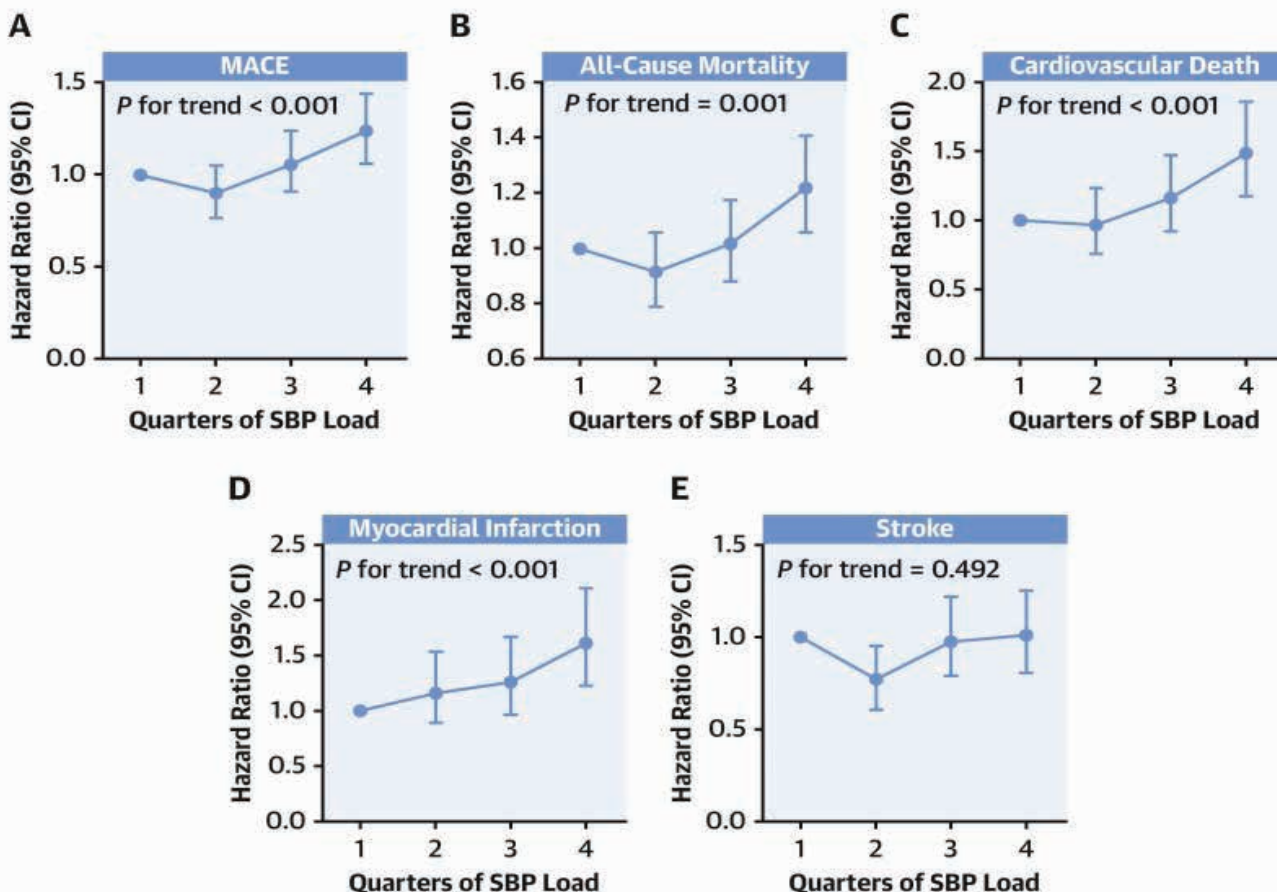 A
MACE
P for trend < 0.001
Hazard Ratio (95% CI)
1.5
1.0
0.5
0.0
1 2 3 4
Quarters of SBP Load
B
All-Cause Mortality
P for trend = 0.001
Hazard Ratio (95% CI)
1.6
1.4
1.2
1.0
0.8
0.6
1 2 3 4
Quarters of SBP Load
C
Cardiovascular Death
P for trend < 0.001
Hazard Ratio (95% CI)
2.0
1.5
1.0
0.5
0.0
1 2 3 4
Quarters of SBP Load
D
Myocardial Infarction
P for trend < 0.001
Hazard Ratio (95% CI)
2.5
2.0
1.5
1.0
0.5
0.0
1 2 3 4
Quarters of SBP Load
E
Stroke
P for trend = 0.492
Hazard Ratio (95% CI)
1.5
1.0
0.5
0.0
1 2 3 4
Quarters of SBP Load